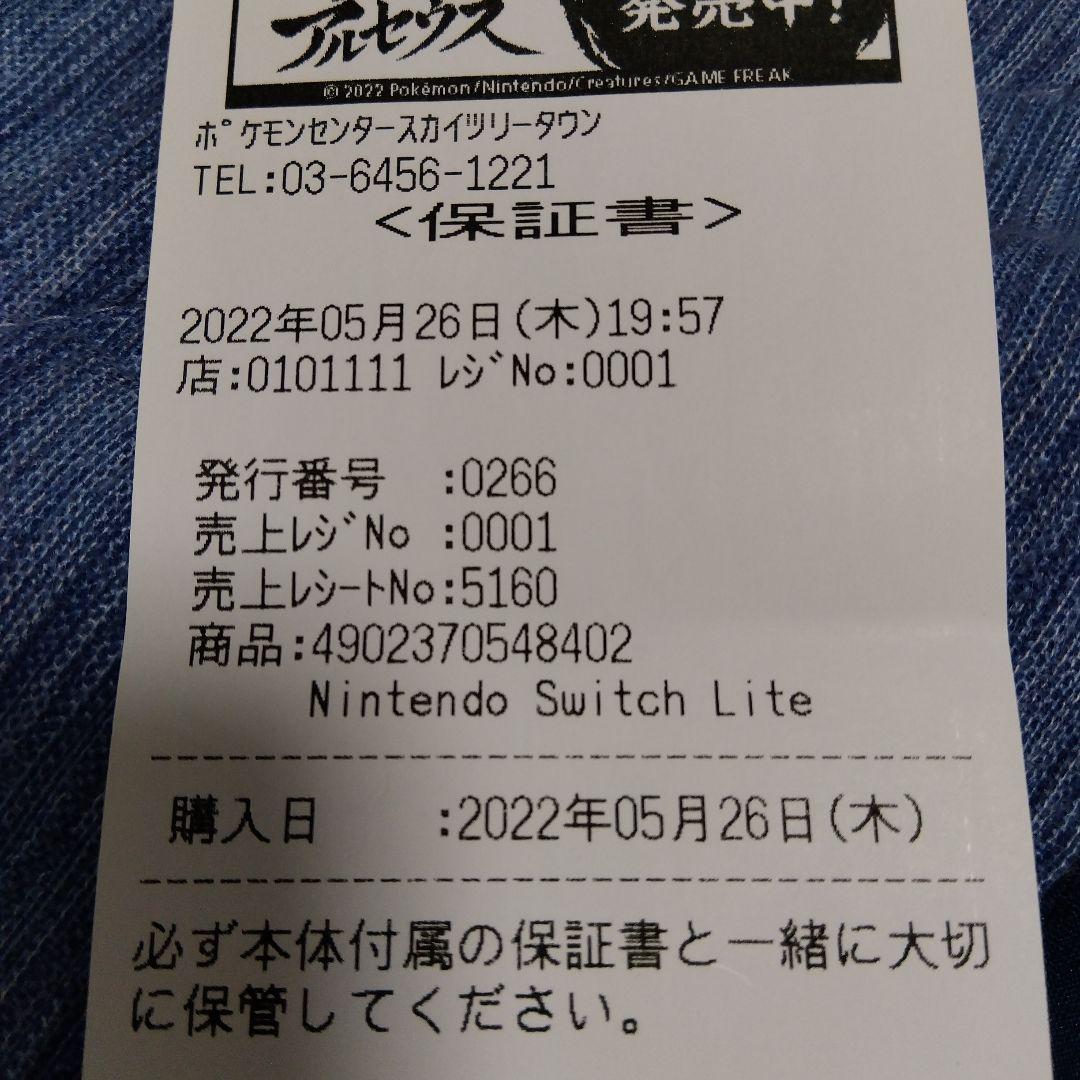 アルセウス
発売中!
© 2022 Pokémon/Nintendo/Creatures/GAME FREAK
ポケモンセンタースカイツリータウン
TEL:03-6456-1221
<保証書>
2022年05月26日(木)19:57
店:0101111 レジNo:0001
発行番号 :0266
売上レジNo :0001
売上レシートNo:5160
商品:4902370548402
Nintendo Switch Lite
購入日 :2022年05月26日(木)
必ず本体付属の保証書と一緒に大切
に保管してください。